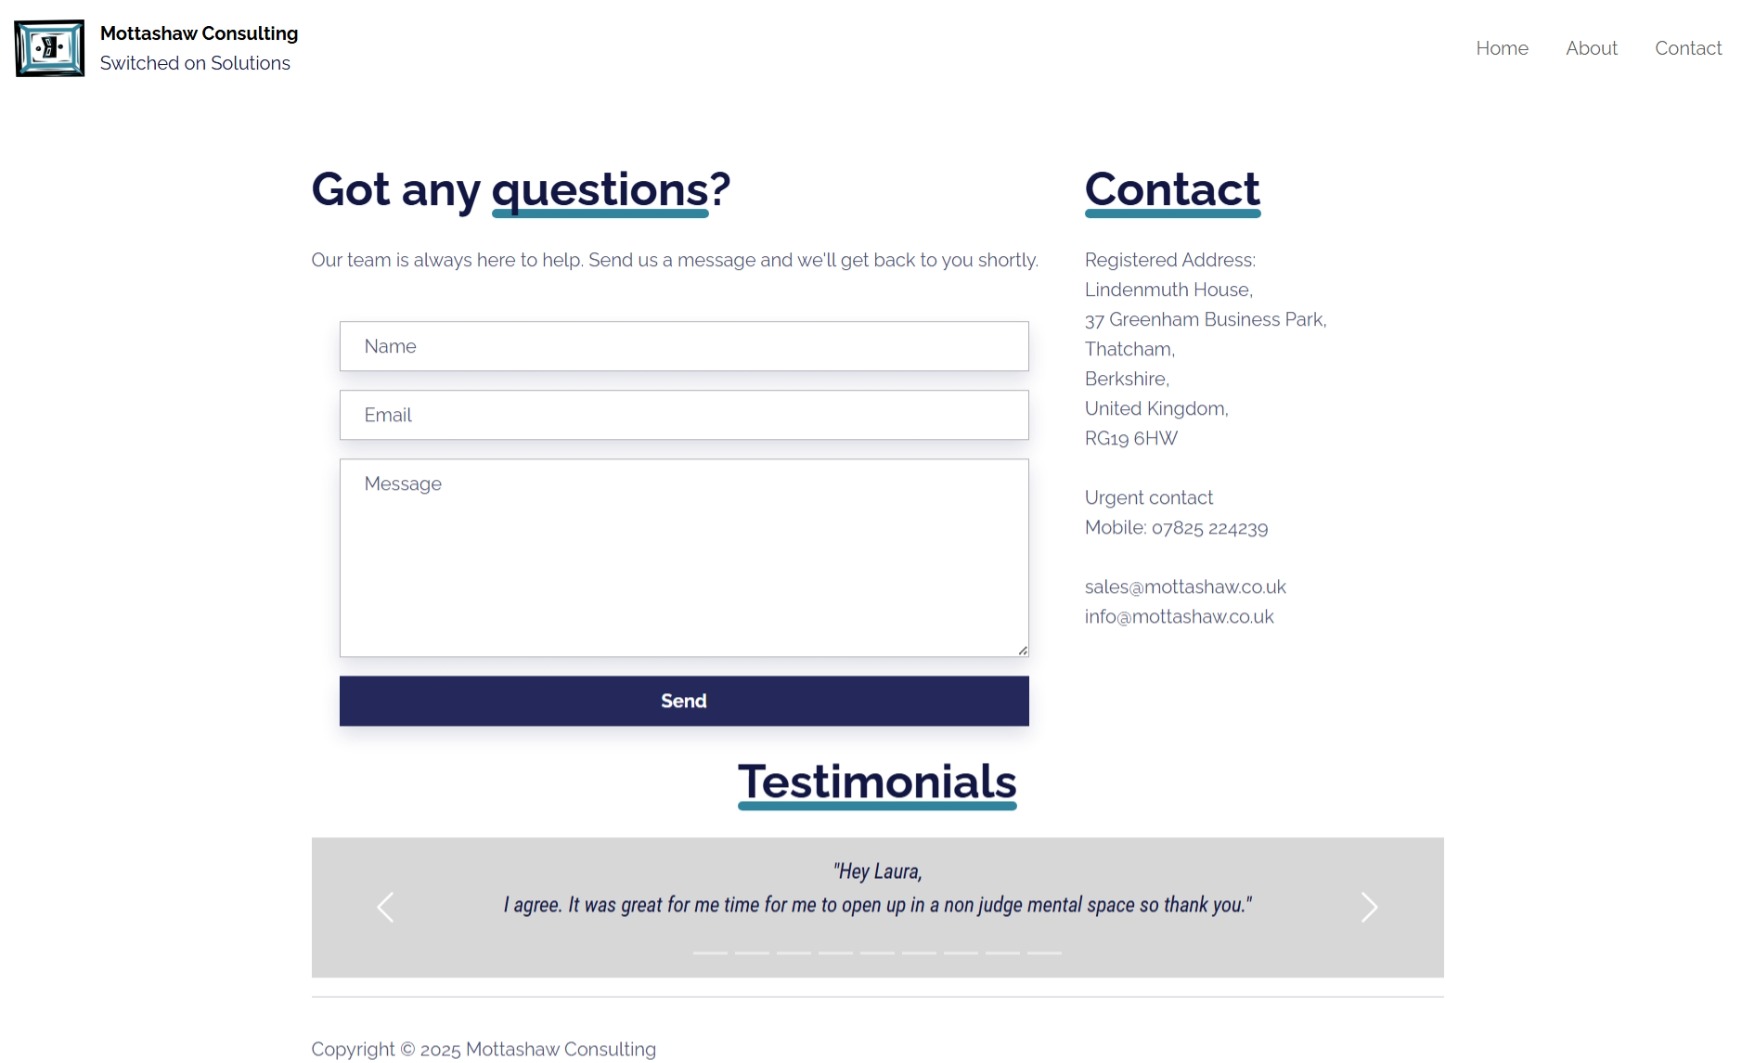 Mottashaw Consulting
Switched on Solutions
Home
About
Contact
Got any questions?
Our team is always here to help. Send us a message and we'll get back to you shortly.
Name
Email
Message
Send
Contact
Registered Address:
Lindenmuth House,
37 Greenham Business Park,
Thatcham,
Berkshire,
United Kingdom,
RG19 6HW
Urgent contact
Mobile: 07825 224239
sales@mottashaw.co.uk
info@mottashaw.co.uk
Testimonials
"Hey Laura,
I agree. It was great for me time for me to open up in a non judge mental space so thank you."
Copyright © 2025 Mottashaw Consulting